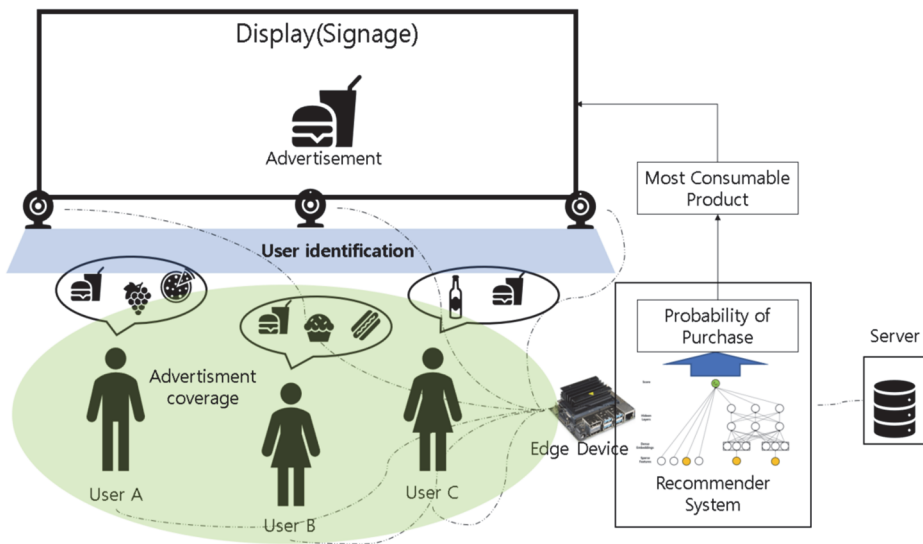 Display(Signage)
Advertisement
User identification
Most Consumable
Product
Probability of
Purchase
Server
Advertisment
coverage
Edge Device
Recommender
System
User A
User B
User C